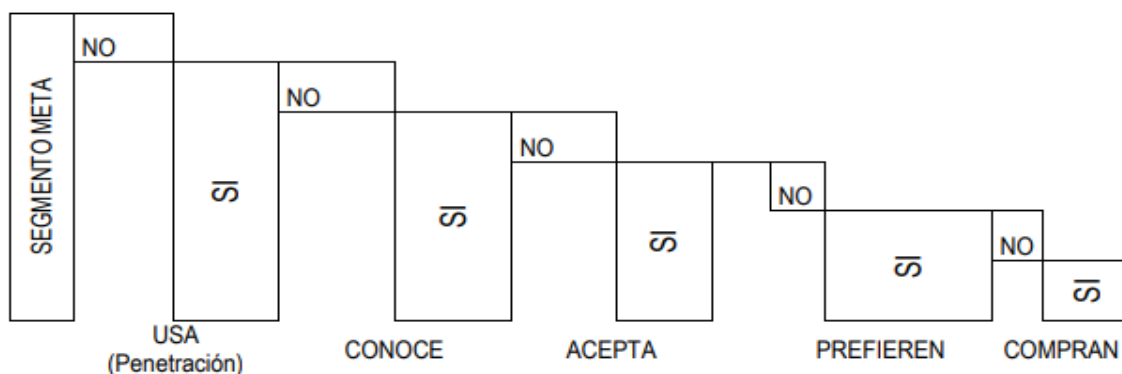 SEGMENTO META
NO
SI
NO
SI
NO
SI
NO
SI
NO
SI
USA
(Penetración)
CONOCE
ACEPTA
PREFIEREN
COMPRAN